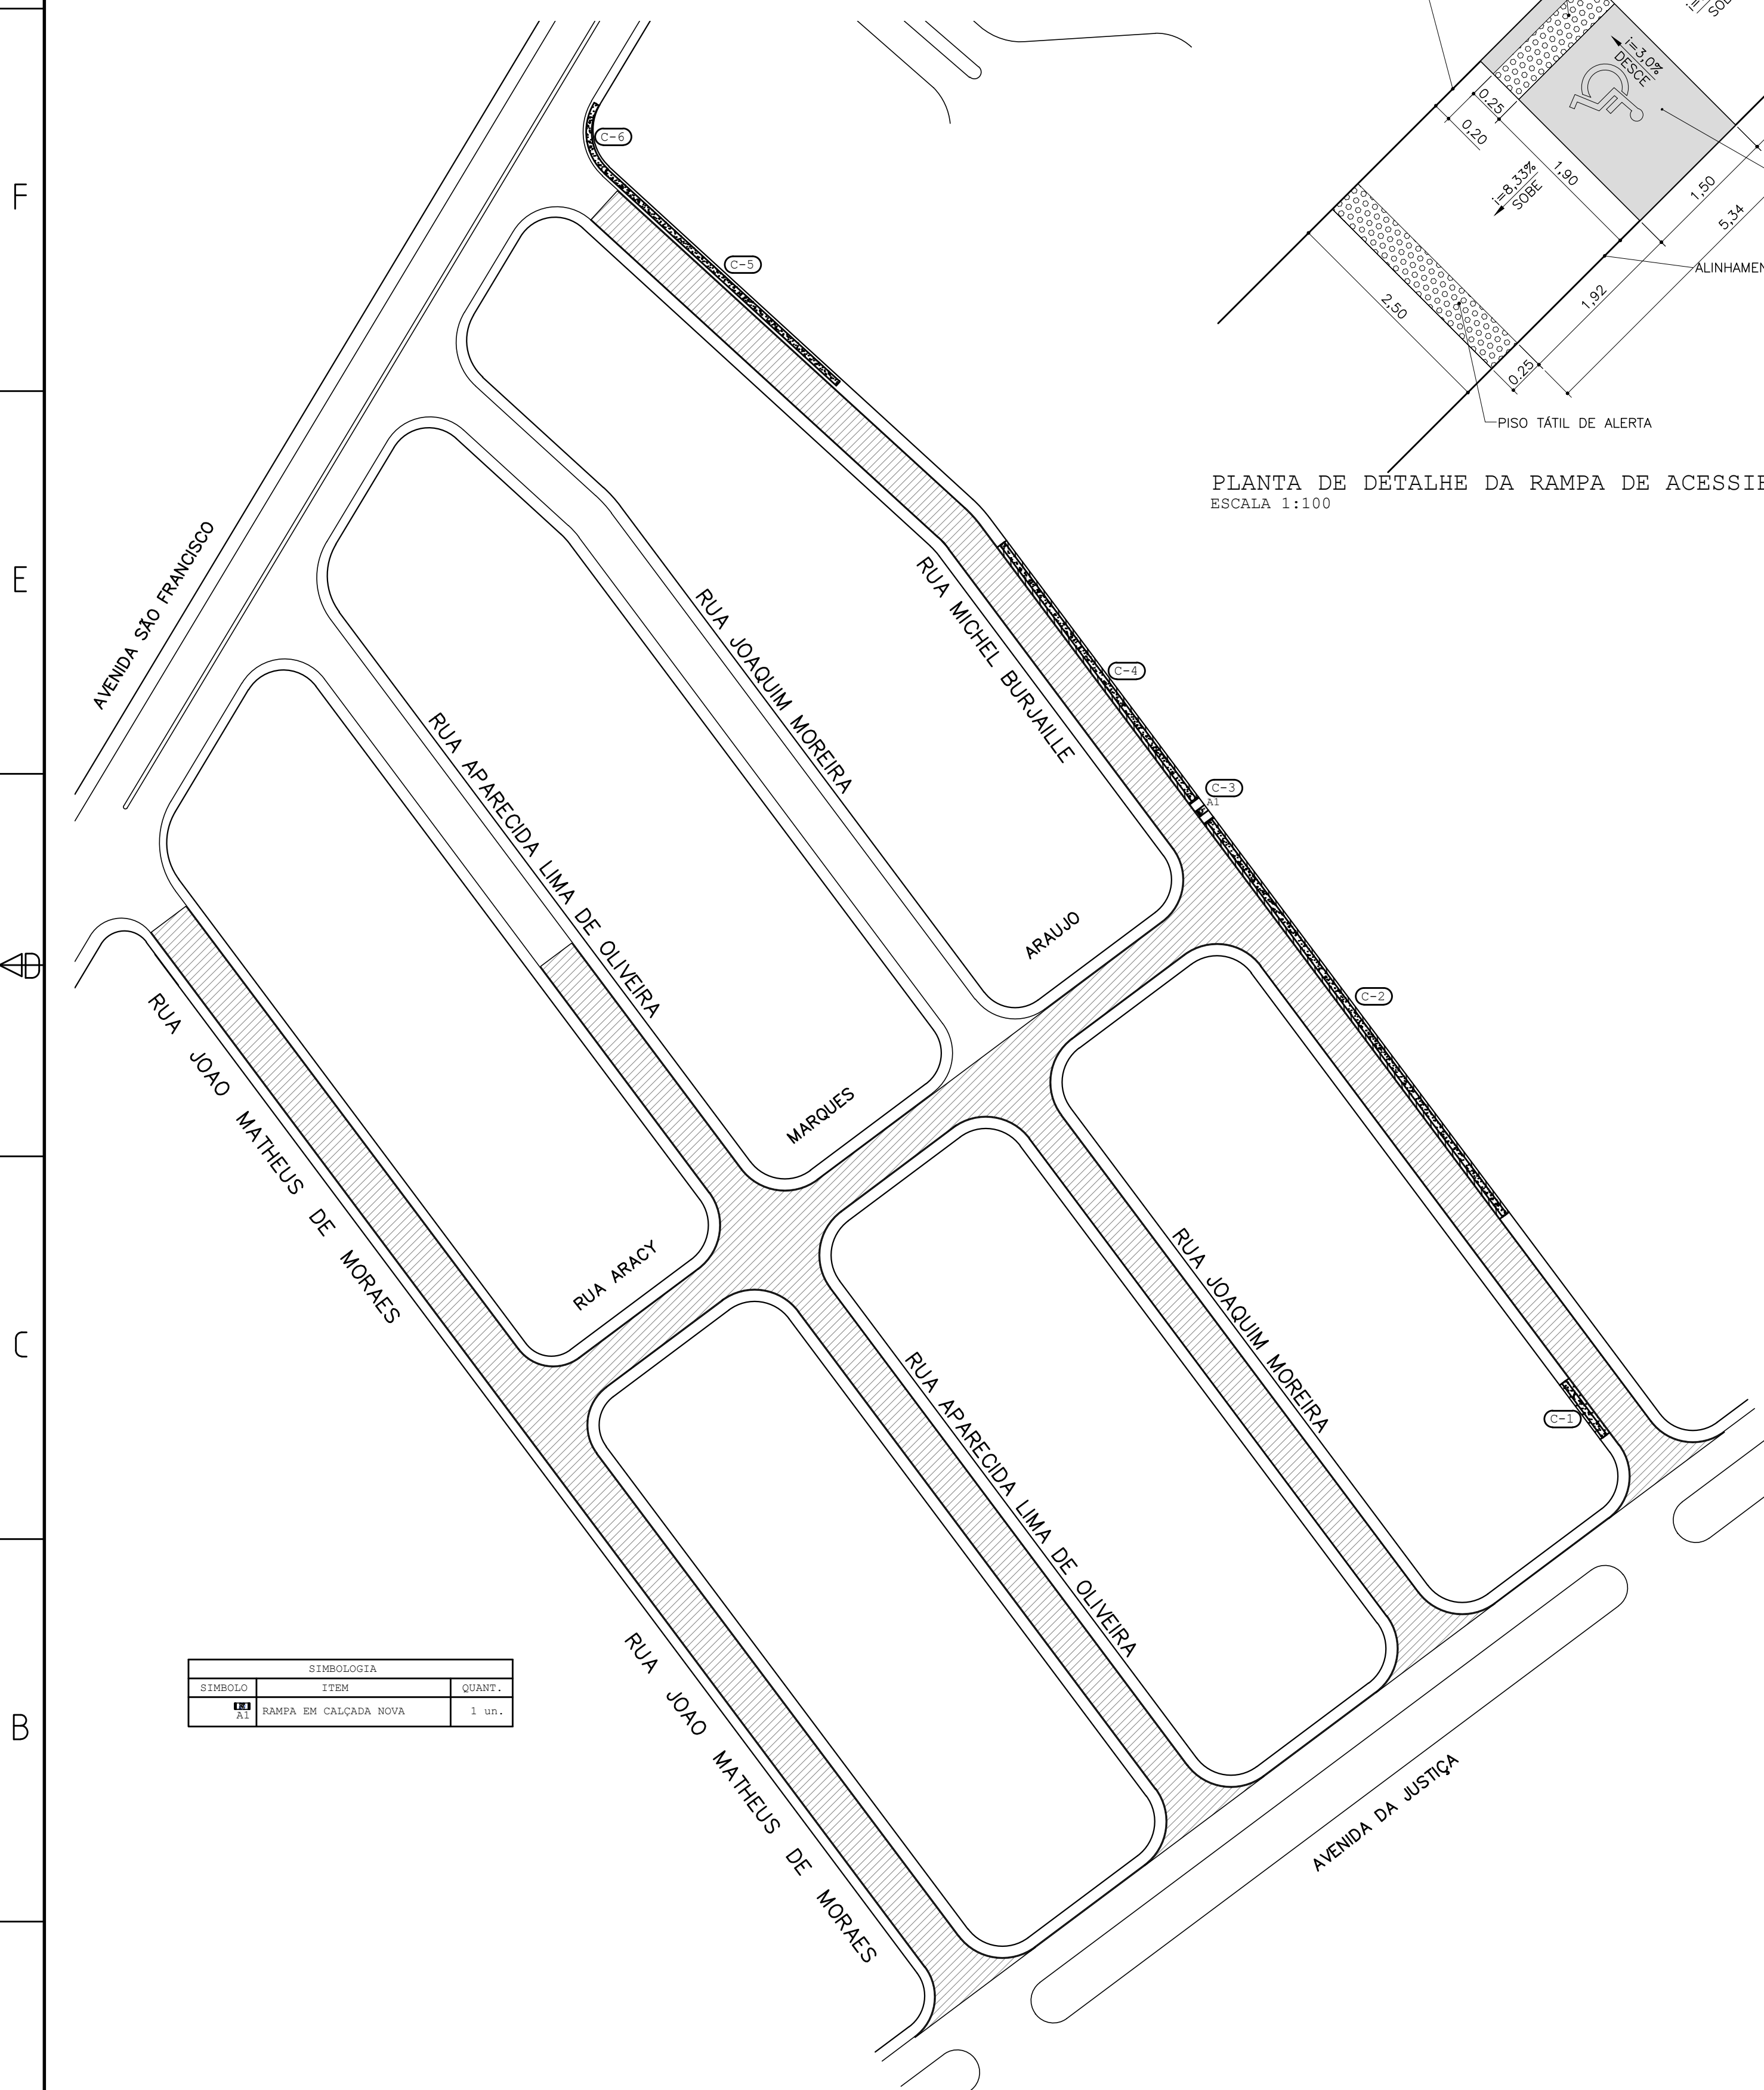 i=
SOB
i=3,0%
DESCE
0.25
0,20
i=8,33%
SOBE
1,90
1,50
5,34
ALINHAMEN
1,92
2,50
0.25
PISO TÁTIL DE ALERTA
PLANTA DE DETALHE DA RAMPA DE ACESSIB
ESCALA 1:100
F
E
D
C
B
C-6
C-5
C-4
C-3
A1
C-2
C-1
AVENIDA SÃO FRANCISCO
RUA MICHEL BURJAILLE
RUA JOAQUIM MOREIRA
RUA APARECIDA LIMA DE OLIVEIRA
RUA JOAO MATHEUS DE MORAES
RUA ARACY
MARQUES
ARAUJO
RUA JOAQUIM MOREIRA
RUA APARECIDA LIMA DE OLIVEIRA
RUA JOAO MATHEUS DE MORAES
AVENIDA DA JUSTIÇA
SIMBOLOGIA
SIMBOLO ITEM QUANT.
A1 RAMPA EM CALÇADA NOVA 1 un.